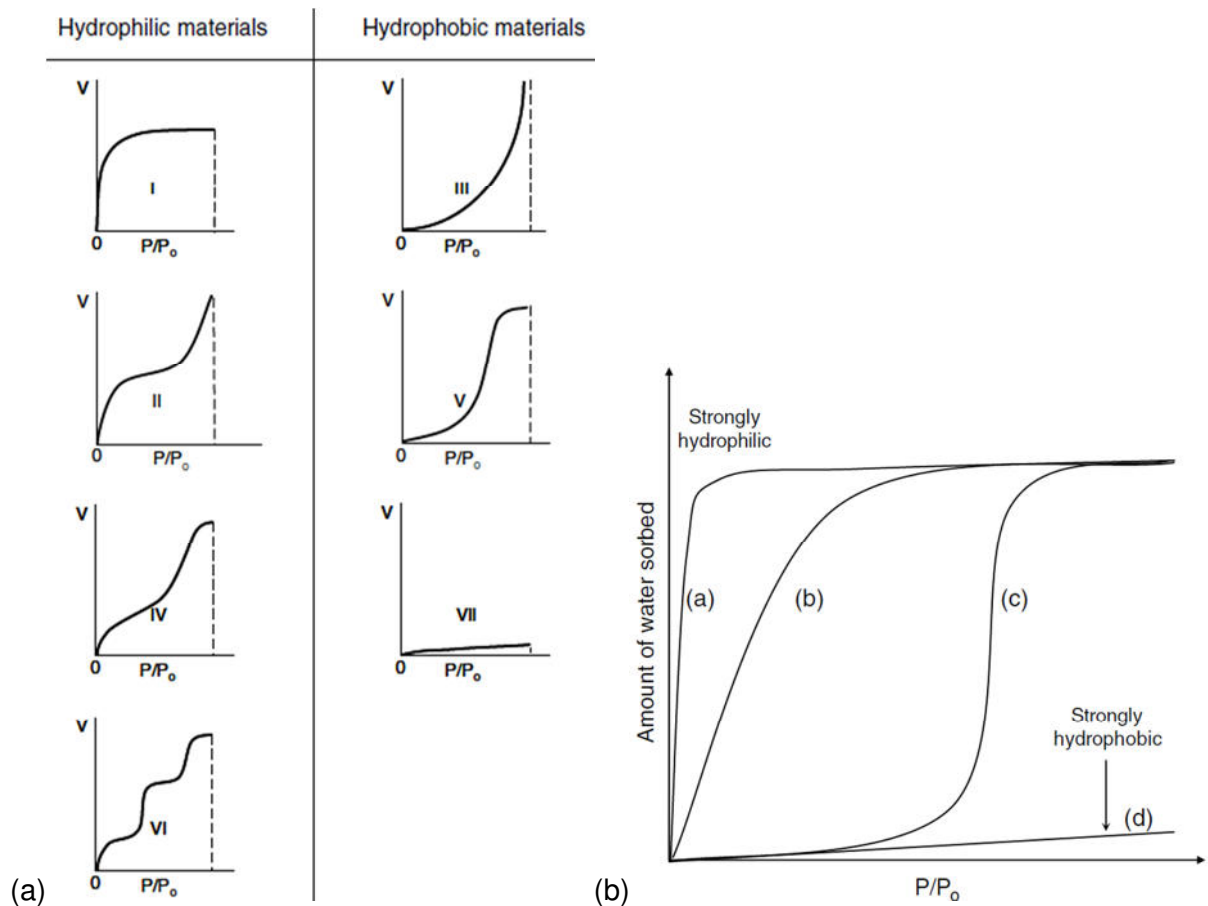 Hydrophilic materials
Hydrophobic materials
V
I
0
P/Po
V
III
0
P/Po
V
II
0
P/Po
V
V
0
P/Po
V
IV
0
P/Po
V
VII
0
P/Po
V
VI
0
P/Po
(a)
Strongly
hydrophilic
Amount of water sorbed
(a)
(b)
(c)
Strongly
hydrophobic
(d)
P/Po
(b)